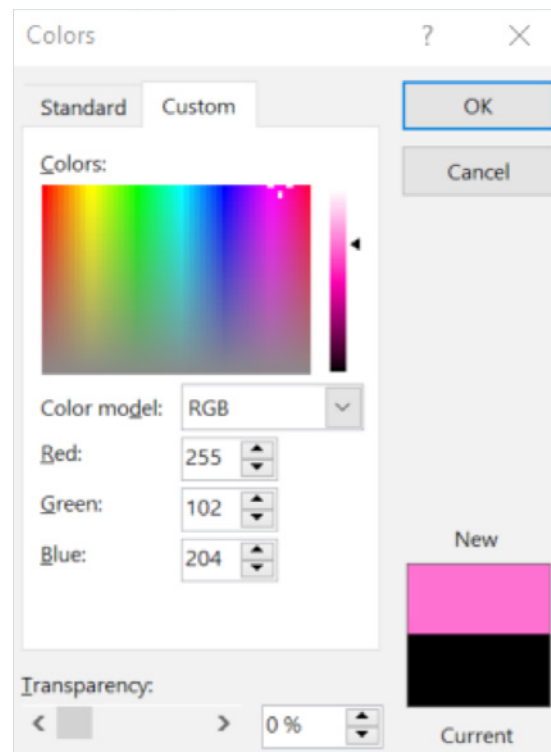 Colors ?
Standard Custom OK
Cancel
Colors:
Color model: RGB
Red: 255
Green: 102
Blue: 204
New
Transparency:
0 %
Current